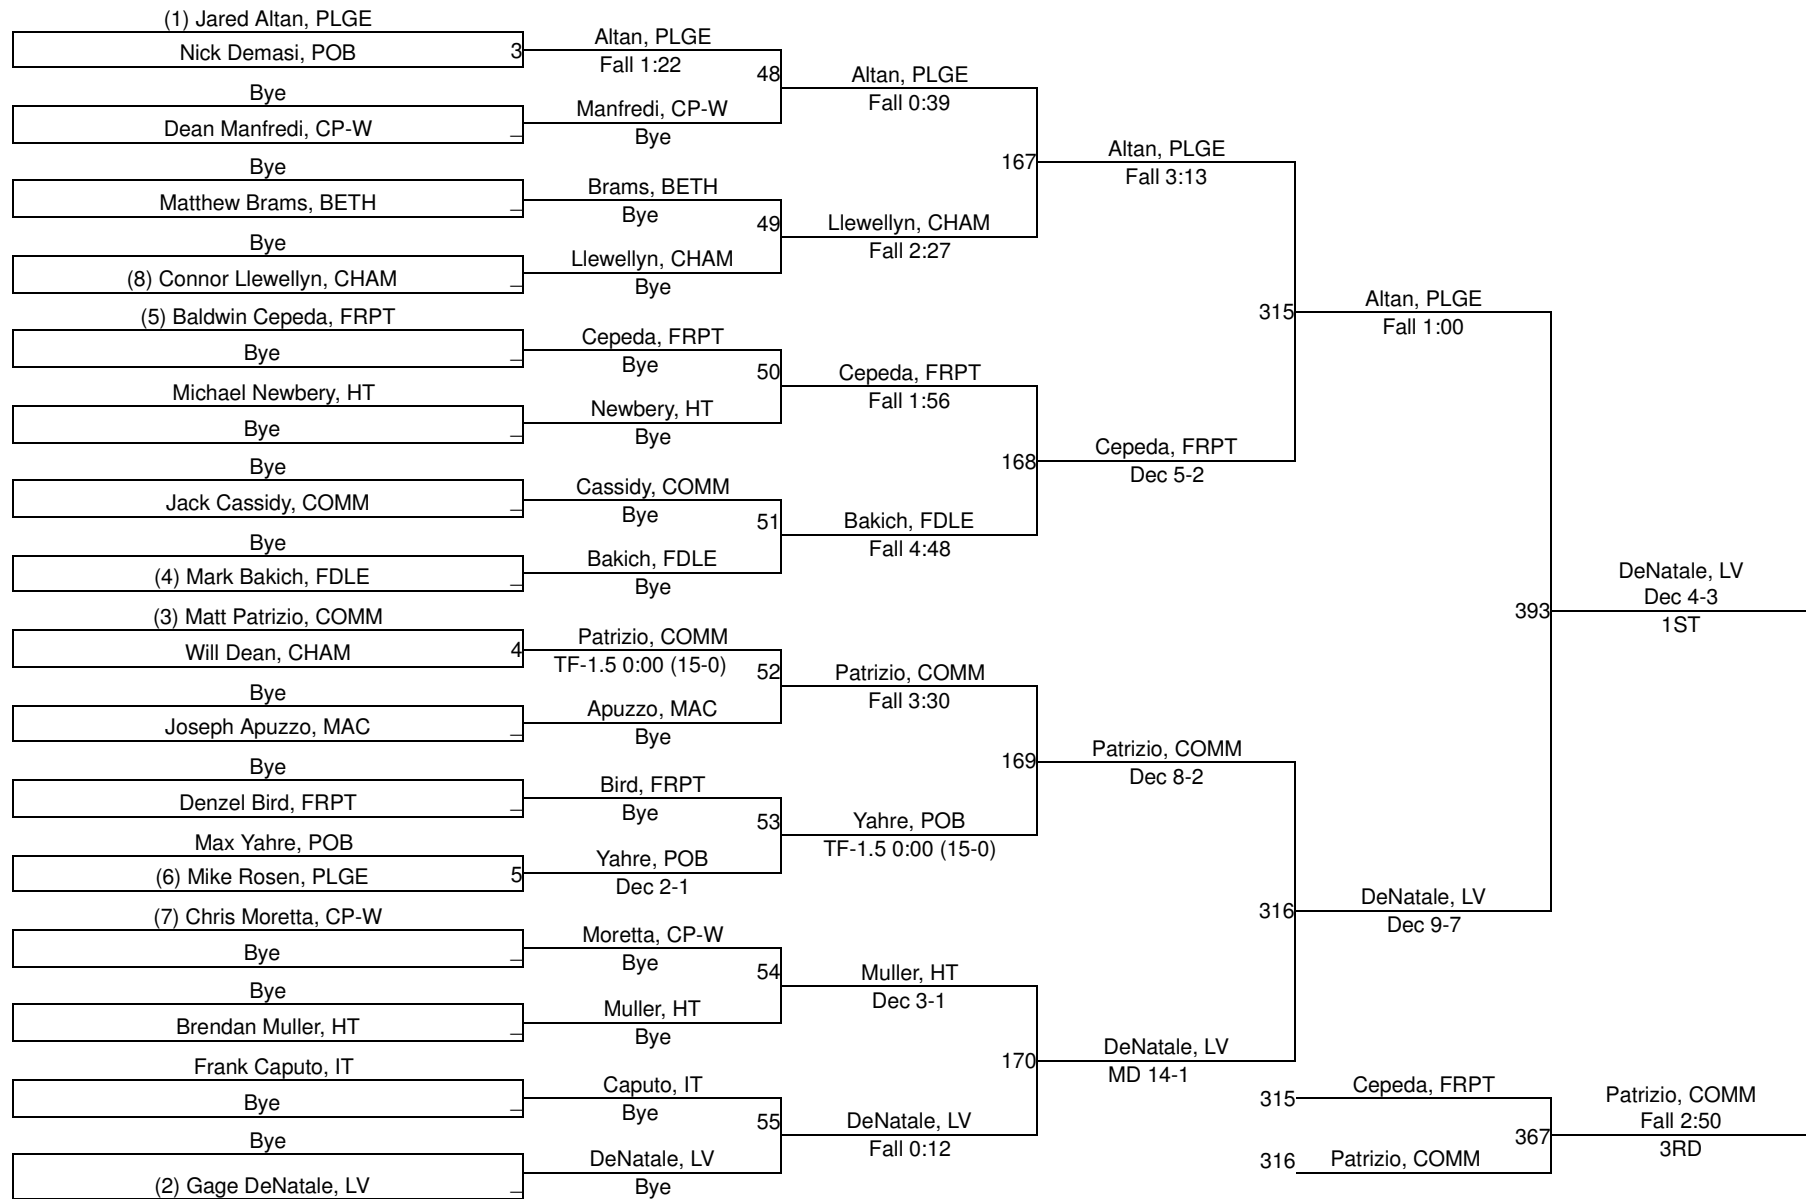 (1) Jared Altan, PLGE
Nick Demasi, POB
3
Bye
Dean Manfredi, CP-W
_
Bye
Matthew Brams, BETH
_
Bye
(8) Connor Llewellyn, CHAM
_
(5) Baldwin Cepeda, FRPT
Bye
_
Michael Newbery, HT
Bye
_
Bye
Jack Cassidy, COMM
_
Bye
(4) Mark Bakich, FDLE
_
(3) Matt Patrizio, COMM
Will Dean, CHAM
4
Bye
Joseph Apuzzo, MAC
_
Bye
Denzel Bird, FRPT
_
Max Yahre, POB
(6) Mike Rosen, PLGE
5
(7) Chris Moretta, CP-W
Bye
_
Bye
Brendan Muller, HT
_
Frank Caputo, IT
Bye
_
Bye
(2) Gage DeNatale, LV
_
Altan, PLGE
Fall 1:22
48
Manfredi, CP-W
Bye
Brams, BETH
Bye
49
Llewellyn, CHAM
Bye
Cepeda, FRPT
Bye
50
Newbery, HT
Bye
Cassidy, COMM
Bye
51
Bakich, FDLE
Bye
Patrizio, COMM
TF-1.5 0:00 (15-0)
52
Apuzzo, MAC
Bye
Bird, FRPT
Bye
53
Yahre, POB
Dec 2-1
Moretta, CP-W
Bye
54
Muller, HT
Bye
Caputo, IT
Bye
55
DeNatale, LV
Bye
Altan, PLGE
Fall 0:39
167
Llewellyn, CHAM
Fall 2:27
Cepeda, FRPT
Fall 1:56
168
Bakich, FDLE
Fall 4:48
Patrizio, COMM
Fall 3:30
169
Yahre, POB
TF-1.5 0:00 (15-0)
Muller, HT
Dec 3-1
170
DeNatale, LV
Fall 0:12
Altan, PLGE
Fall 3:13
315
Cepeda, FRPT
Dec 5-2
Patrizio, COMM
Dec 8-2
316
DeNatale, LV
MD 14-1
Altan, PLGE
Fall 1:00
393
DeNatale, LV
Dec 9-7
DeNatale, LV
Dec 4-3
1ST
315
Cepeda, FRPT
367
316
Patrizio, COMM
Patrizio, COMM
Fall 2:50
3RD